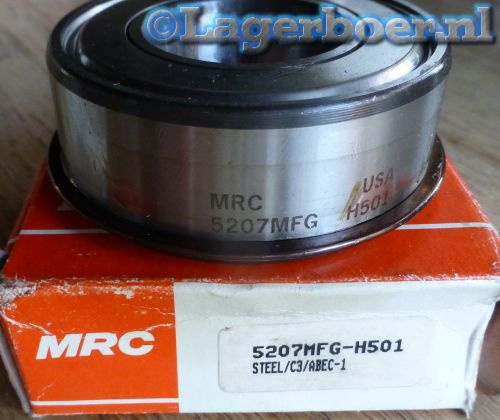 ©Lagerboer.nl
MRC USA
5207MFG H501
MRC
5207MFG-H501
STEEL/C3/ABEC-1